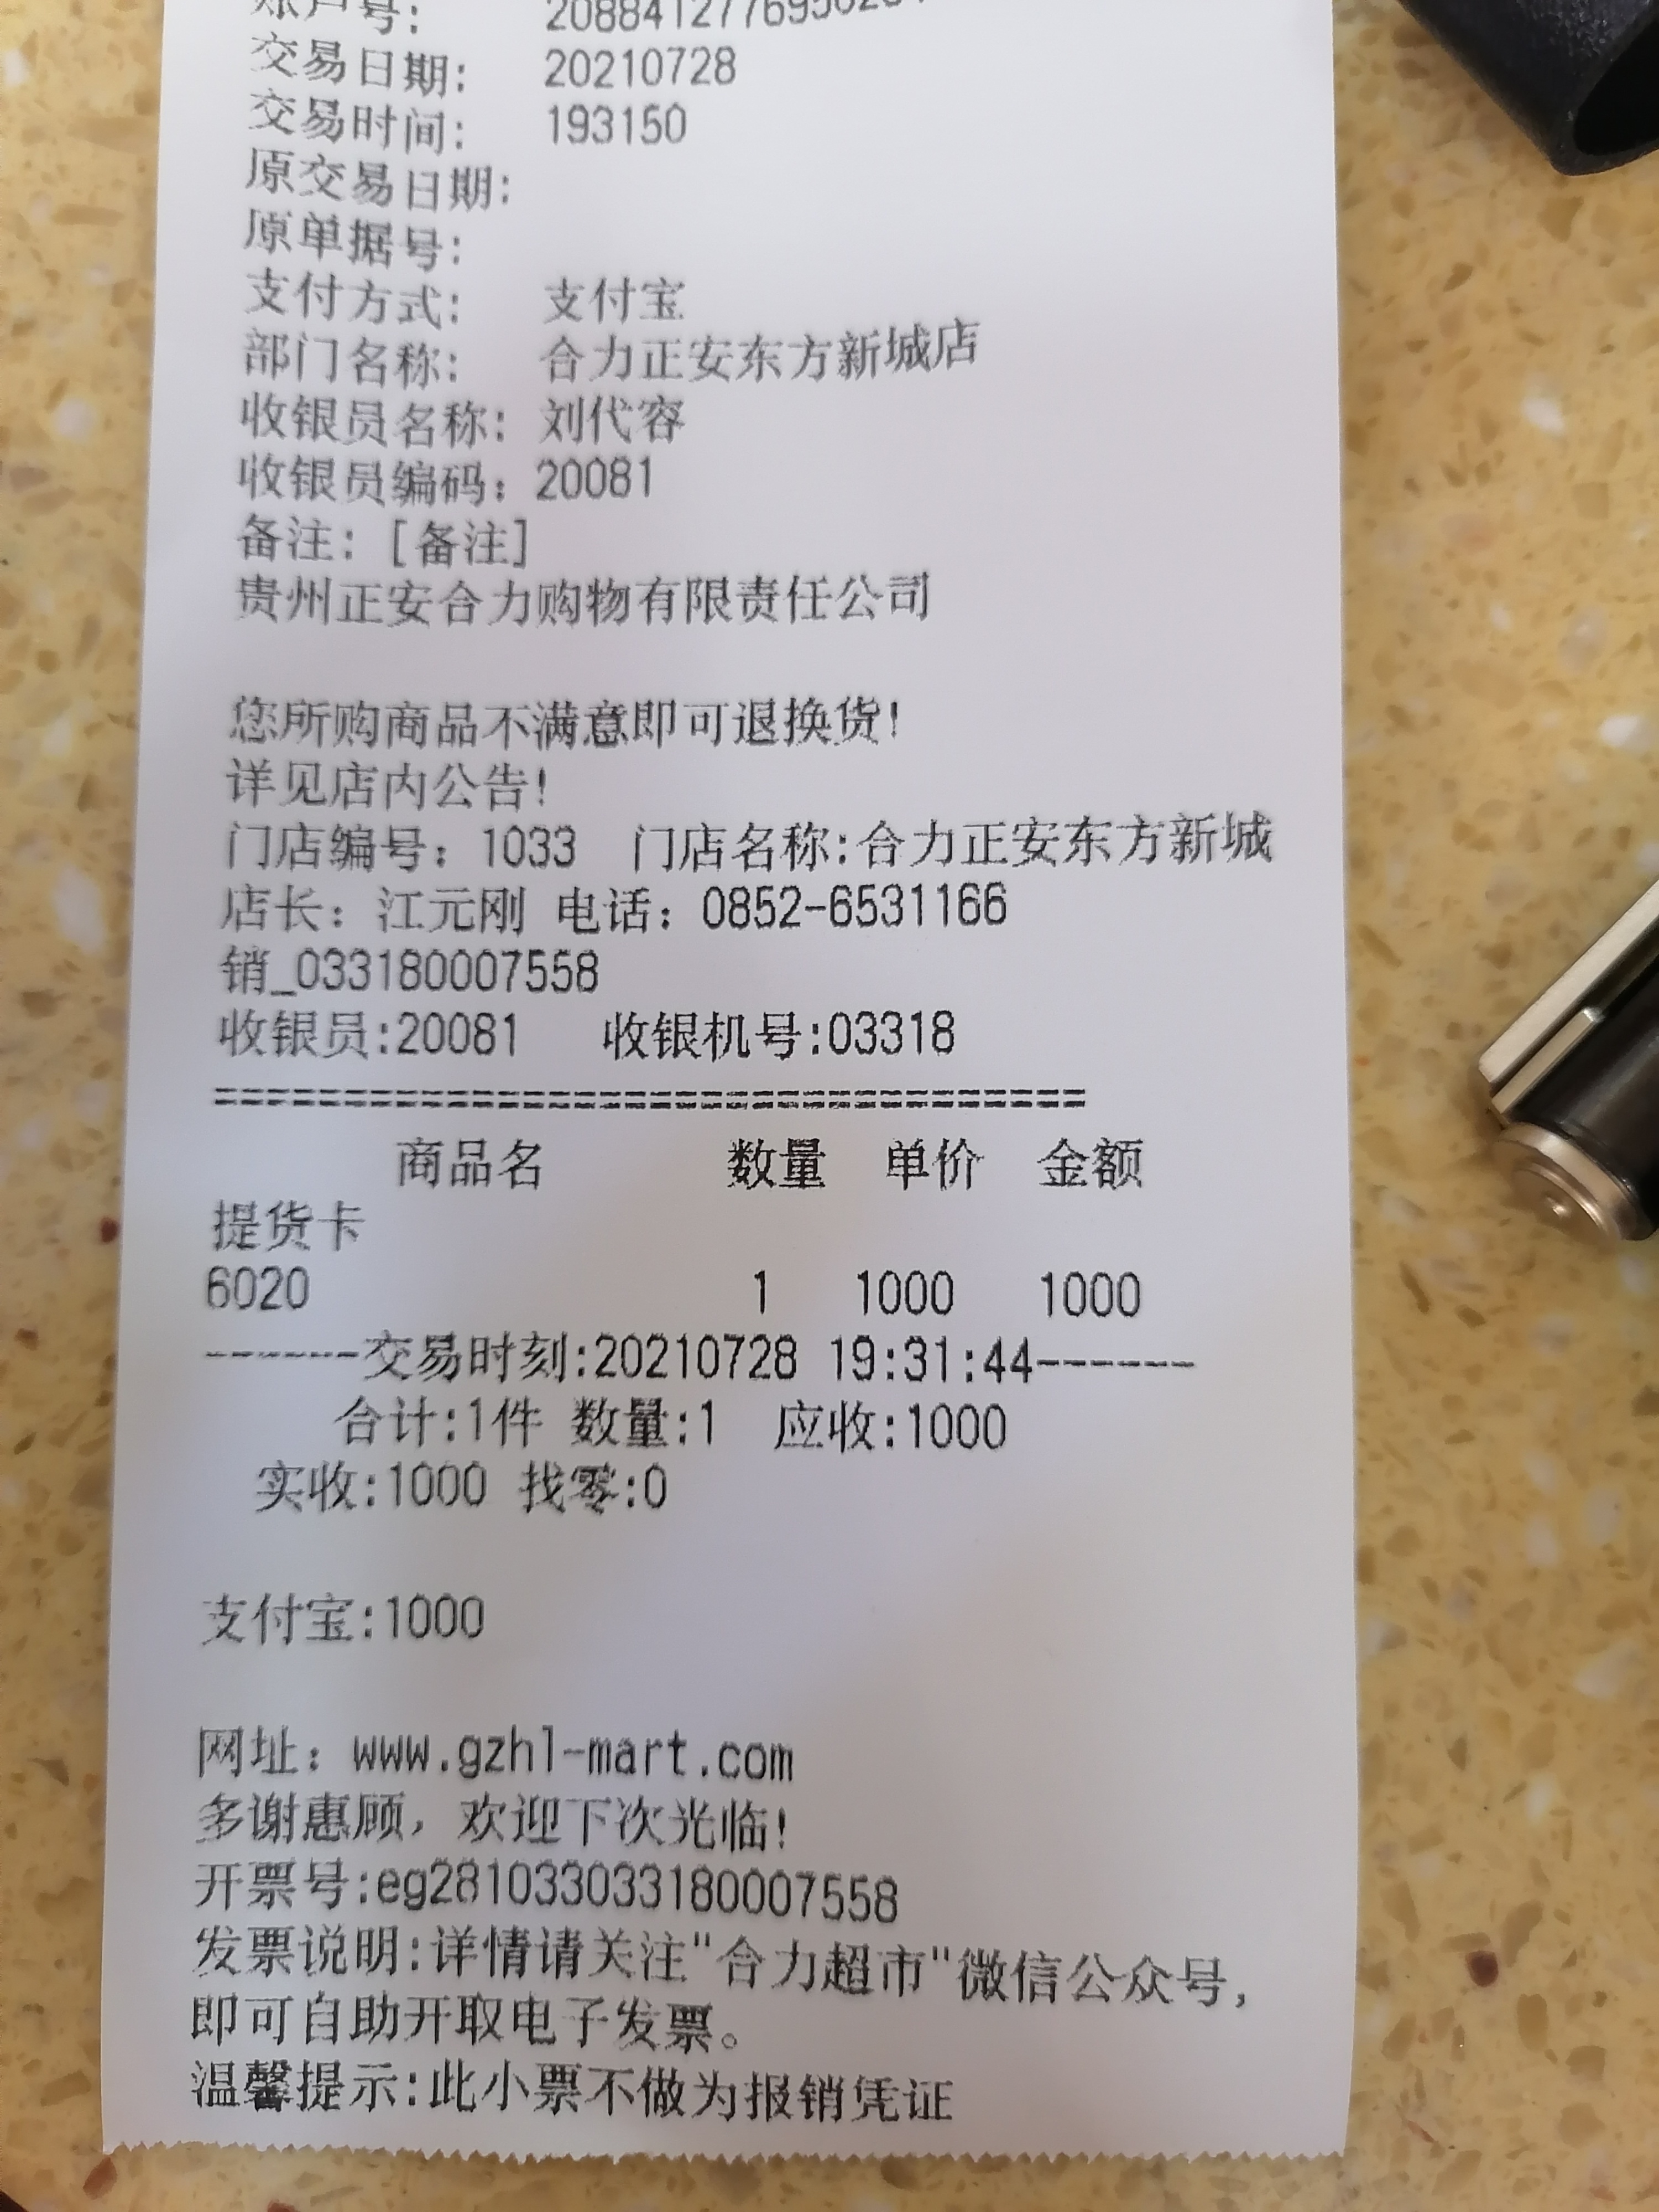 账户号:
交易日期: 20210728
交易时间: 193150
原交易日期:
原单据号:
支付方式: 支付宝
部门名称: 合力正安东方新城店
收银员名称: 刘代容
收银员编码: 20081
备注: [备注]
贵州正安合力购物有限责任公司
您所购商品不满意即可退换货!
详见店内公告!
门店编号: 1033 门店名称:合力正安东方新城
店长: 江元刚 电话: 0852-6531166
销_033180007558
收银员:20081 收银机号:03318
==================================
商品名 数量 单价 金额
提货卡
6020 1 1000 1000
------交易时刻:20210728 19:31:44------
合计:1件 数量:1 应收:1000
实收:1000 找零:0
支付宝:1000
网址: www.gzhl-mart.com
多谢惠顾, 欢迎下次光临!
开票号:eg281033033180007558
发票说明:详情请关注"合力超市"微信公众号,
即可自助开取电子发票。
温馨提示:此小票不做为报销凭证